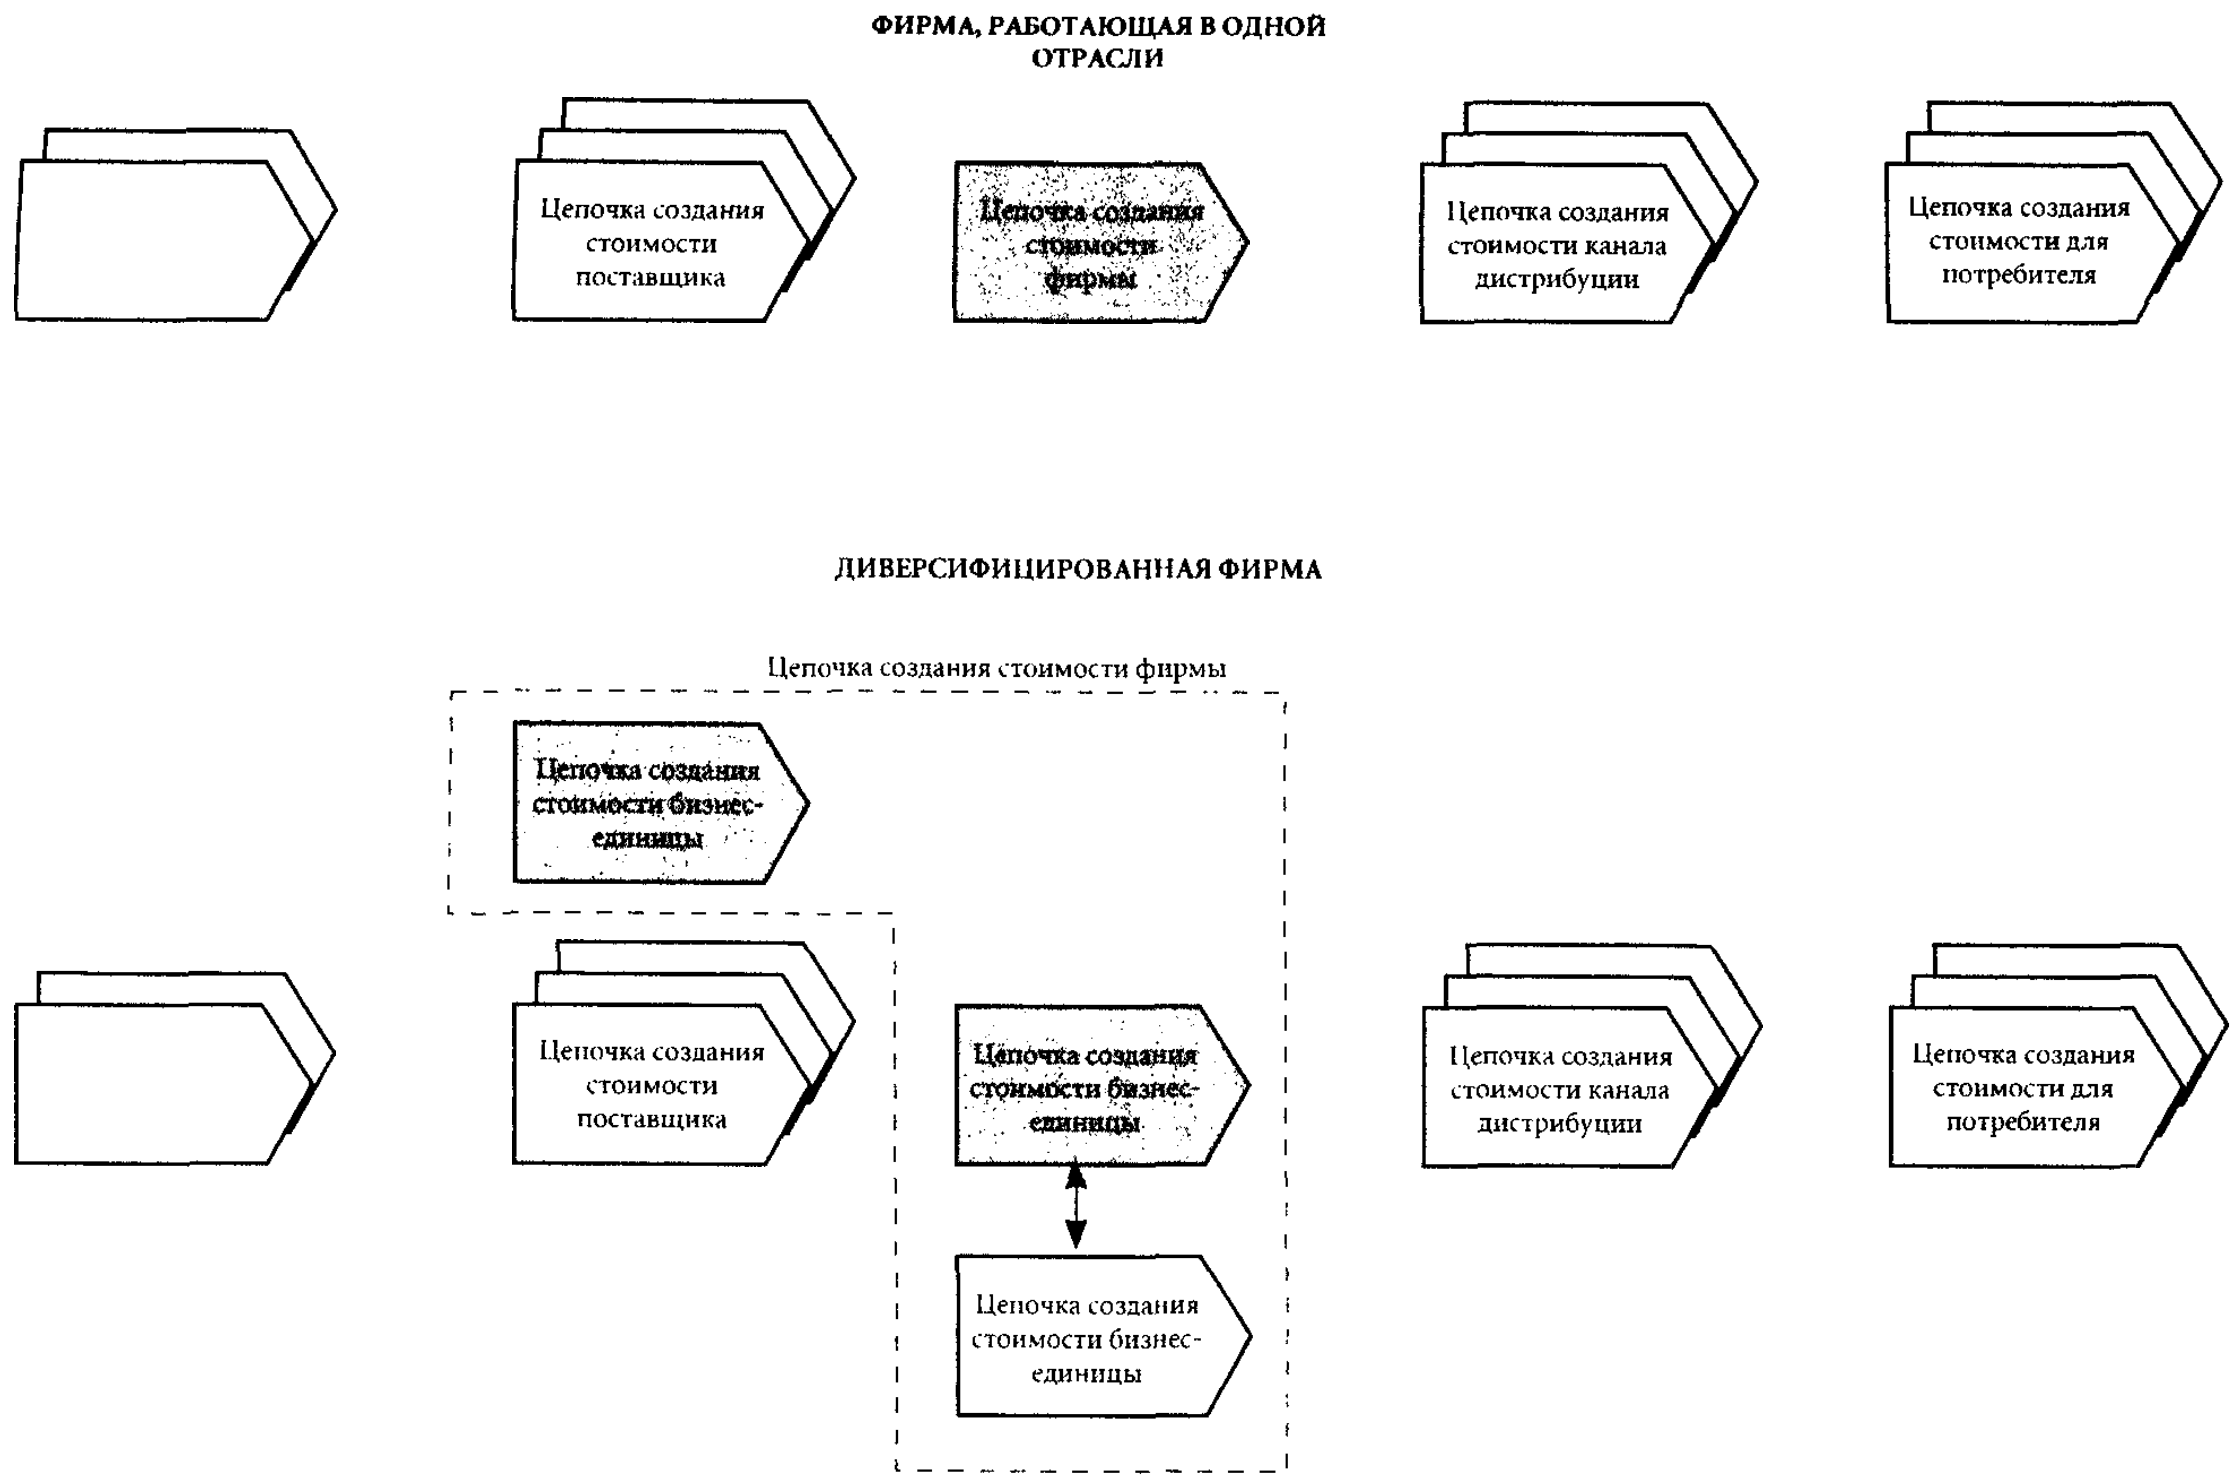 ФИРМА, РАБОТАЮЩАЯ В ОДНОЙ
ОТРАСЛИ
Цепочка создания
стоимости
поставщика
Цепочка создания
стоимости
фирмы
Цепочка создания
стоимости канала
дистрибуции
Цепочка создания
стоимости для
потребителя
ДИВЕРСИФИЦИРОВАННАЯ ФИРМА
Цепочка создания стоимости фирмы
Цепочка создания
стоимости бизнес-
единицы
Цепочка создания
стоимости
поставщика
Цепочка создания
стоимости бизнес-
единицы
Цепочка создания
стоимости канала
дистрибуции
Цепочка создания
стоимости для
потребителя
Цепочка создания
стоимости бизнес-
единицы